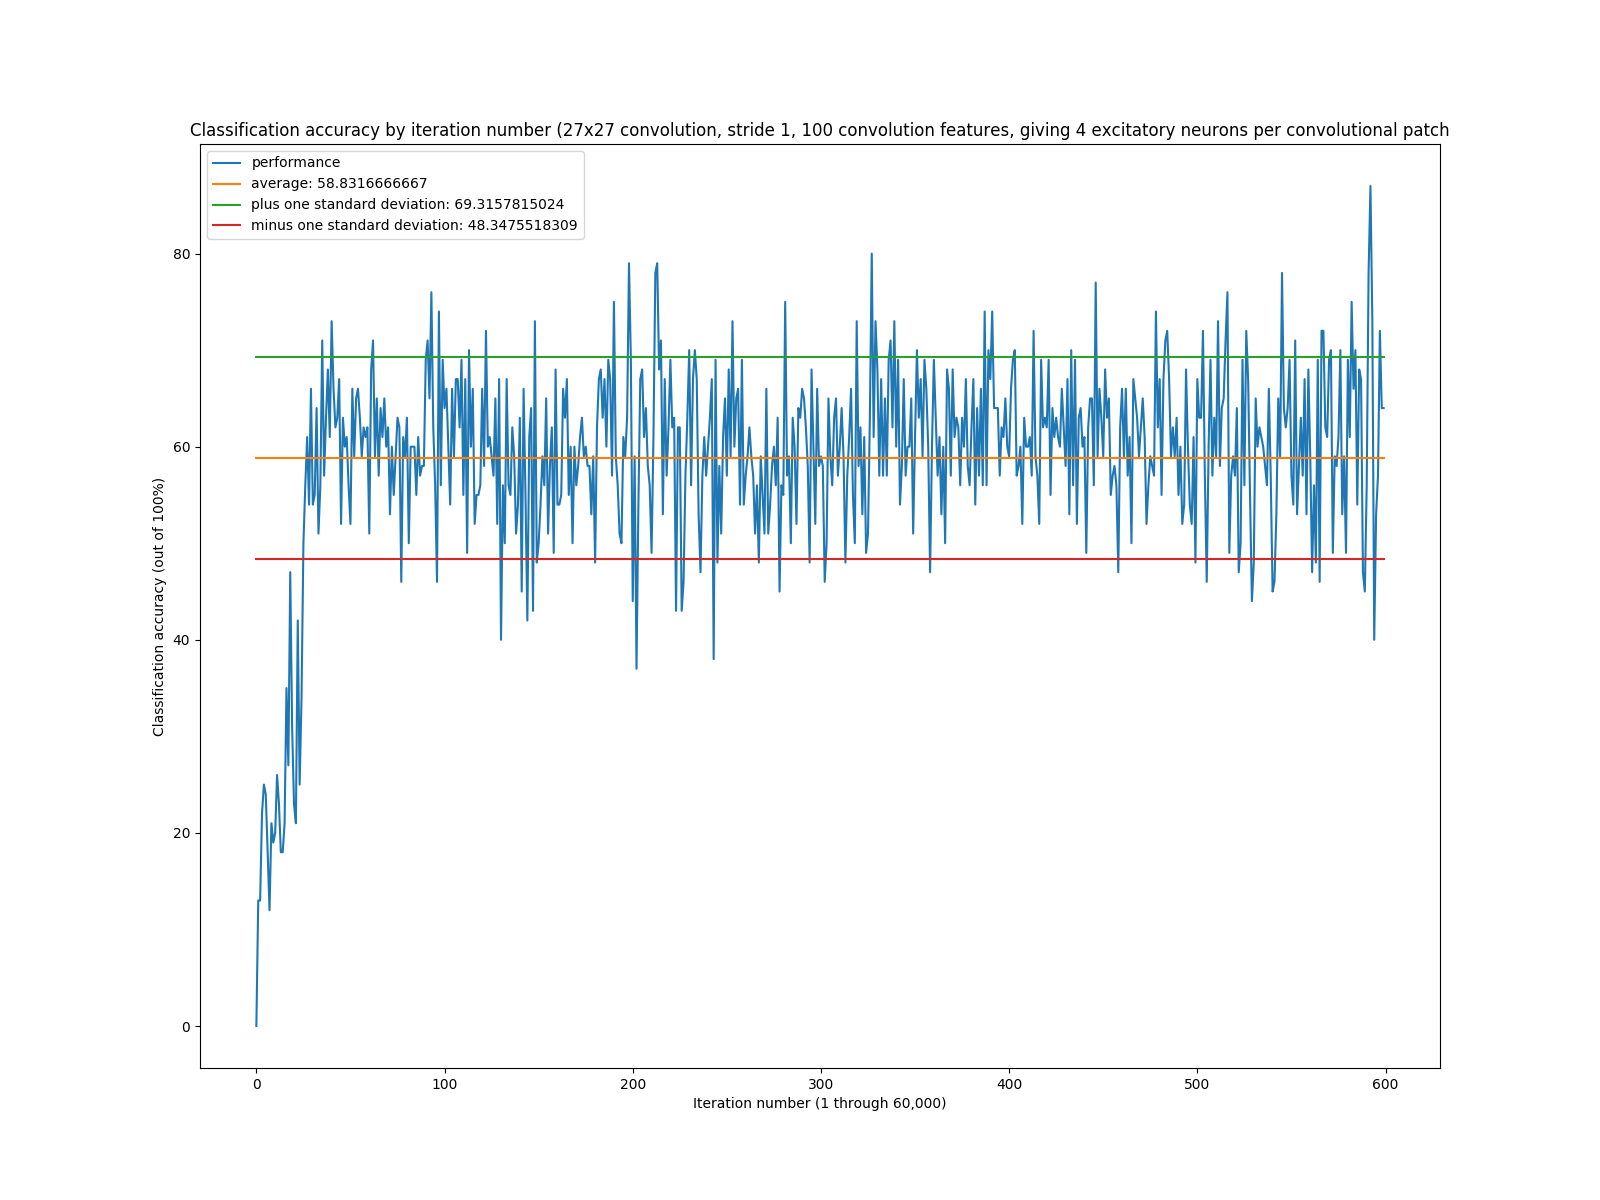 Classification accuracy by iteration number (27x27 convolution, stride 1, 100 convolution features, giving 4 excitatory neurons per convolutional patch
performance
average: 58.8316666667
plus one standard deviation: 69.3157815024
minus one standard deviation: 48.3475518309
80
60
40
20
0
Classification accuracy (out of 100%)
0 100 200 300 400 500 600
Iteration number (1 through 60,000)